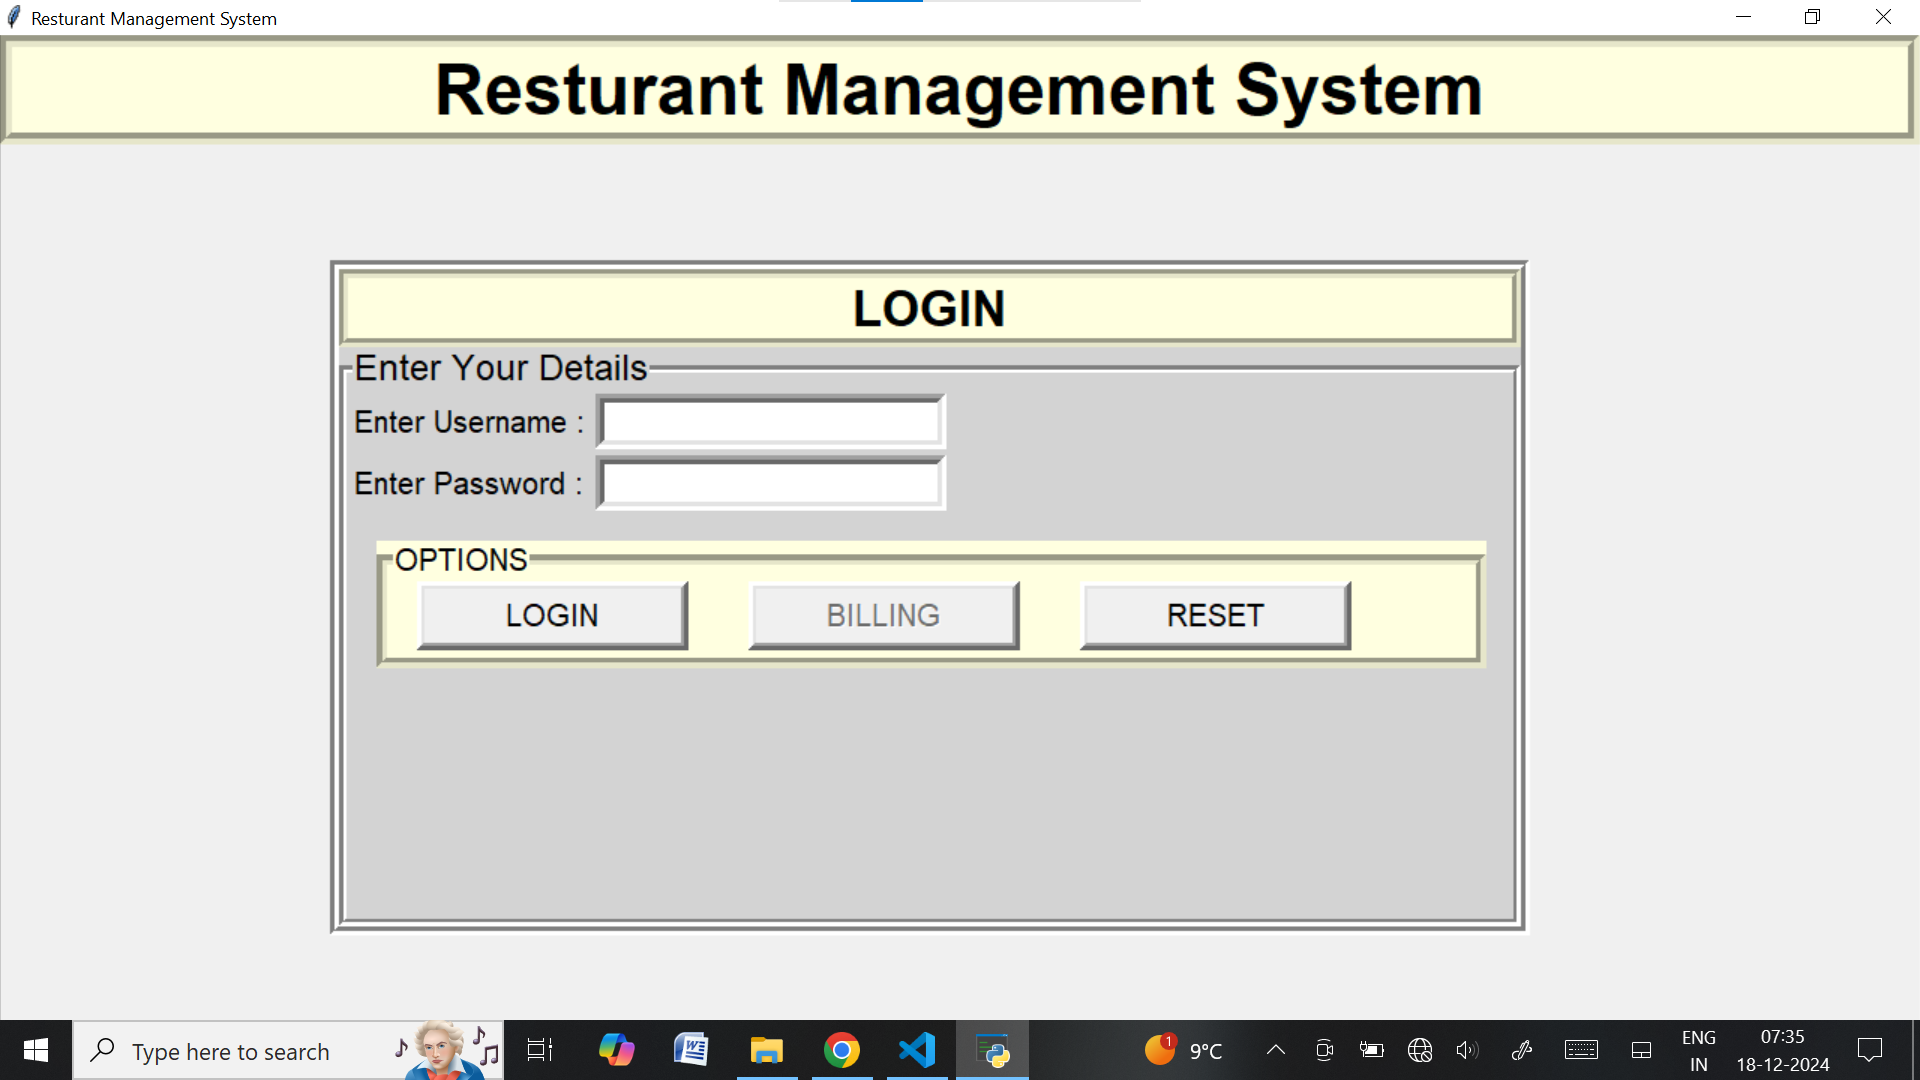 Resturant Management System
Resturant Management System
LOGIN
Enter Your Details
Enter Username :
Enter Password :
OPTIONS
LOGIN BILLING RESET
Type here to search
1
9°C
ENG
IN
07:35
18-12-2024